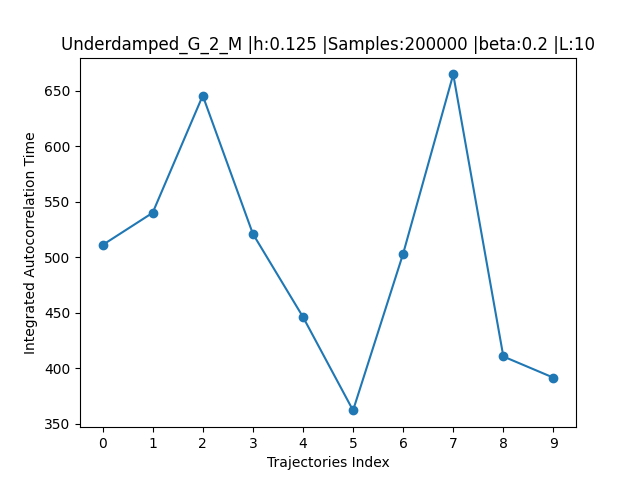 Underdamped_G_2_M |h:0.125 |Samples:200000 |beta:0.2 |L:10
Integrated Autocorrelation Time
650
600
550
500
450
400
350
0 1 2 3 4 5 6 7 8 9
Trajectories Index